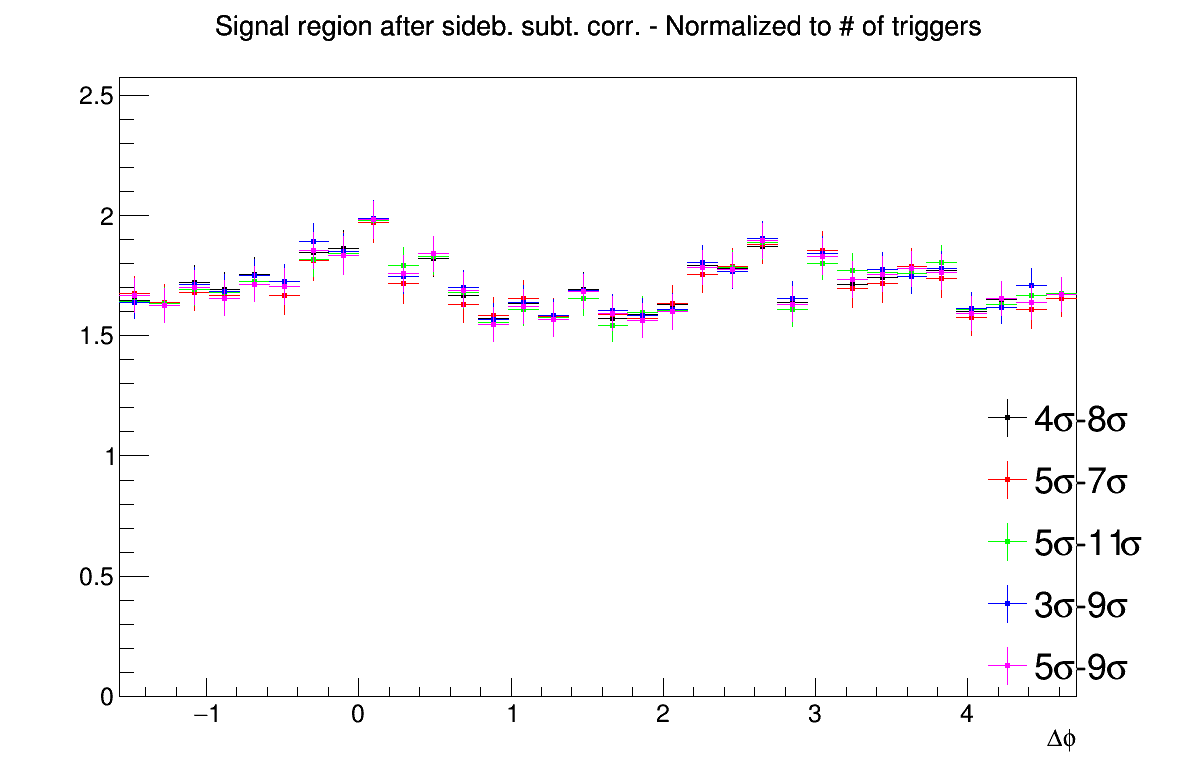 Signal region after sideb. subt. corr. - Normalized to # of triggers
2.5
2
1.5
1
0.5
0
4σ-8σ
5σ-7σ
5σ-11σ
3σ-9σ
5σ-9σ
−1 0 1 2 3 4
Δϕ